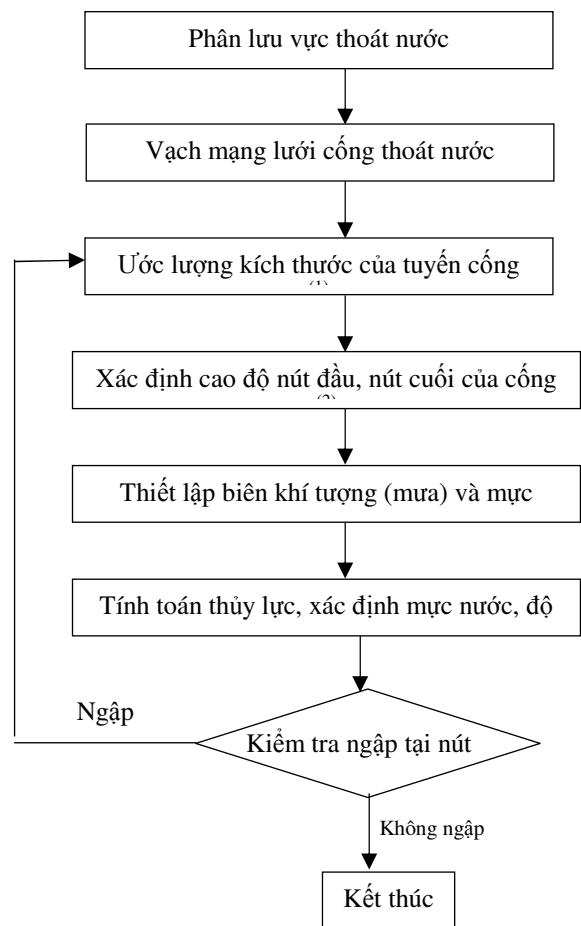 Phân lưu vực thoát nước
Vạch mạng lưới cống thoát nước
Ước lượng kích thước của tuyến cống
(1)
Xác định cao độ nút đầu, nút cuối của cống
(2)
Thiết lập biên khí tượng (mưa) và mực
Tính toán thủy lực, xác định mực nước, độ
Ngập
Kiểm tra ngập tại nút
Không ngập
Kết thúc